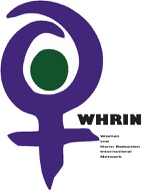 WHRIN
Women
and
Harm Reduction
International
Network